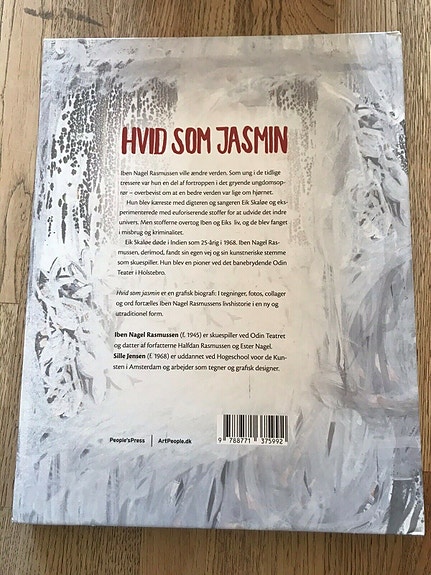 HVID SOM JASMIN
Iben Nagel Rasmussen ville ændre verden. Som ung i de tidlige
tressere var hun en del af fortroppen i det gryende ungdomsop-
rør – overbevist om at en bedre verden var lige om hjørnet.
Hun blev kæreste med digteren og sangeren Eik Skaløe og eks-
perimenterede med euforiserende stoffer for at udvide det indre
univers. Men stofferne overtog Iben og Eiks liv, og de blev fanget
i misbrug og kriminalitet.
Eik Skaløe døde i Indien som 25-årig i 1968. Iben Nagel Ras-
mussen, derimod, fandt sin egen vej og sin kunstneriske stemme
som skuespiller. Hun blev en pioner ved det banebrydende Odin
Teater i Holstebro.
Hvid som jasmin er en grafisk biografi: I tegninger, fotos, collager
og ord fortælles Iben Nagel Rasmussens livshistorie i en ny og
utraditionel form.
Iben Nagel Rasmussen (f. 1945) er skuespiller ved Odin Teatret
og datter af forfatterne Halfdan Rasmussen og Ester Nagel.
Sille Jensen (f. 1968) er uddannet ved Hogeschool voor de Kun-
sten i Amsterdam og arbejder som tegner og grafisk designer.
People'sPress | ArtPeople.dk
9 788771 375992